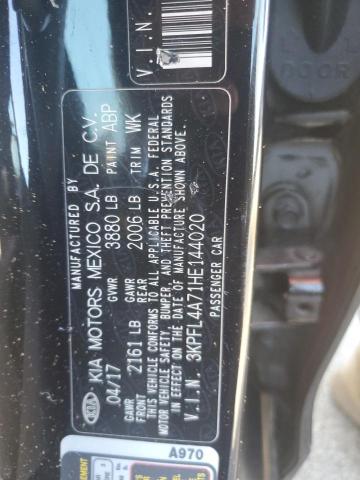 MANUFACTURED BY
KIA KIA MOTORS MEXICO S.A. DE C.V.
04/17 GVWR 3880 LB PAINT ABP
GAWR FRONT 2161 LB GAWR REAR 2006 LB TRIM WK
THIS VEHICLE CONFORMS TO ALL APPLICABLE U.S.A. FEDERAL
MOTOR VEHICLE SAFETY, BUMPER, AND THEFT PREVENTION STANDARDS
IN EFFECT ON THE DATE OF MANUFACTURE SHOWN ABOVE.
V.I.N. 3KPFL4A71HE144020
PASSENGER CAR
V.I.N.
A970
DOOR